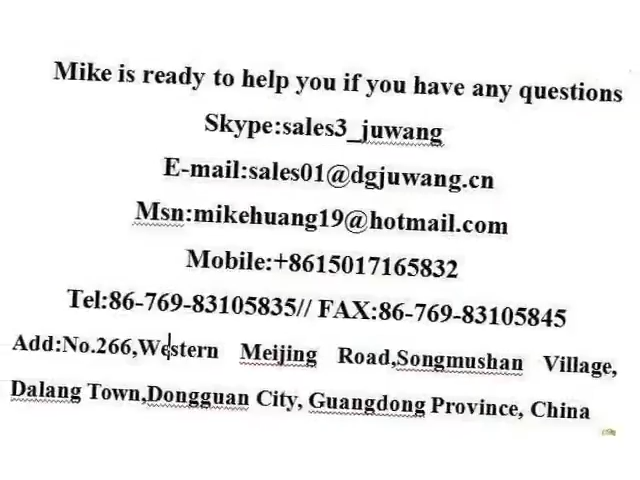 Mike is ready to help you if you have any questions
Skype:sales3_juwang
E-mail:sales01@dgjuwang.cn
Msn:mikehuang19@hotmail.com
Mobile:+8615017165832
Tel:86-769-83105835// FAX:86-769-83105845
Add:No.266,Western Meijing Road,Songmushan Village,
Dalang Town,Dongguan City, Guangdong Province, China